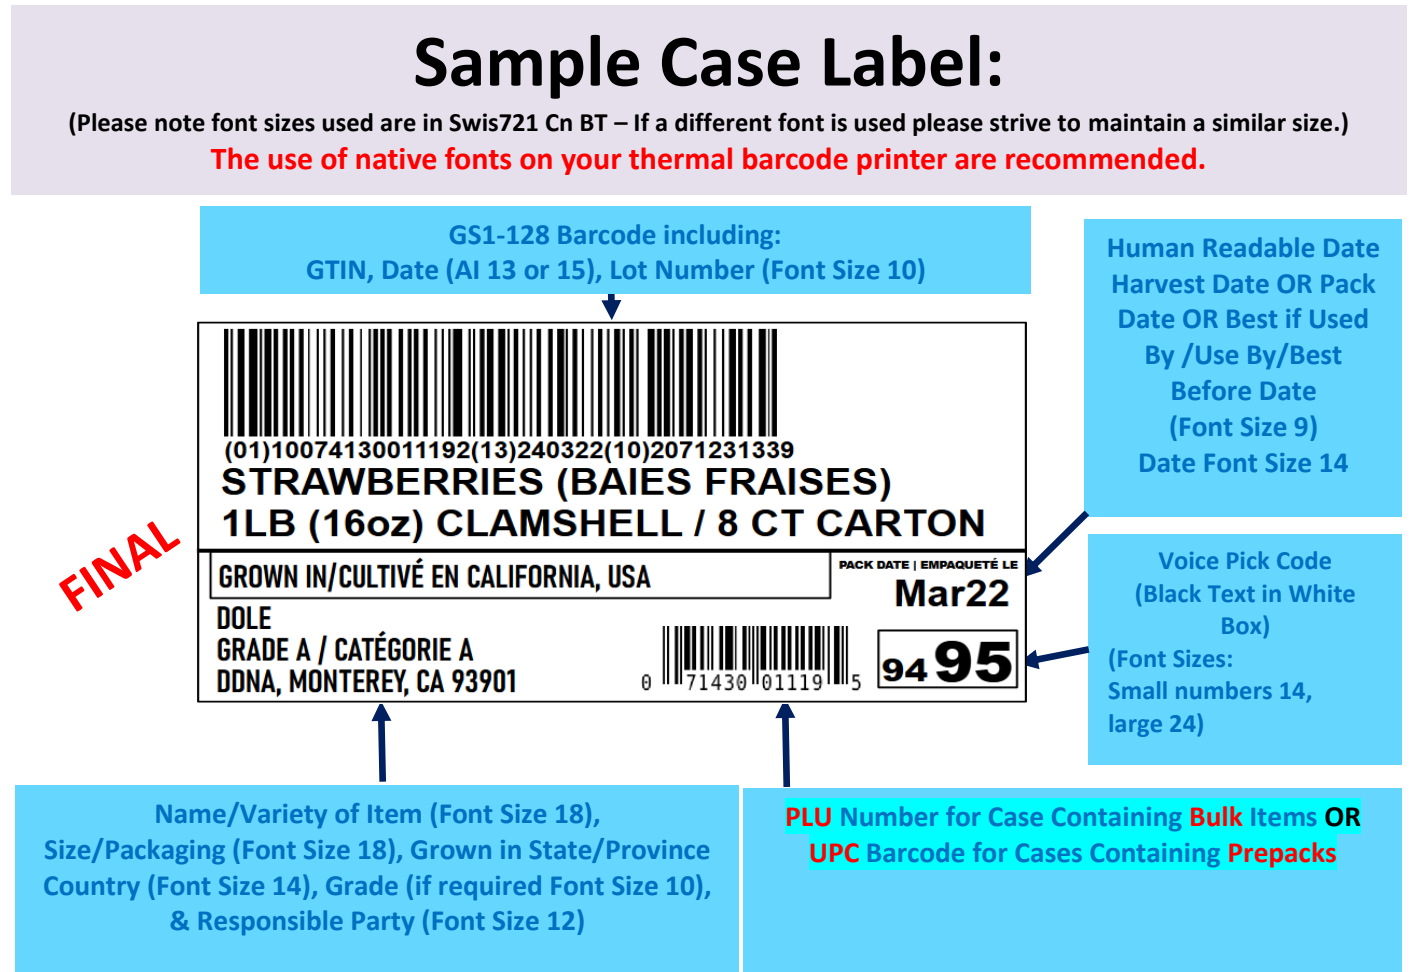 Sample Case Label:
(Please note font sizes used are in Swis721 Cn BT – If a different font is used please strive to maintain a similar size.)
The use of native fonts on your thermal barcode printer are recommended.
GS1-128 Barcode including:
GTIN, Date (AI 13 or 15), Lot Number (Font Size 10)
Human Readable Date
Harvest Date OR Pack
Date OR Best if Used
By /Use By/Best
Before Date
(Font Size 9)
Date Font Size 14
(01)10074130011192(13)240322(10)2071231339
STRAWBERRIES (BAIES FRAISES)
1LB (16oz) CLAMSHELL / 8 CT CARTON
FINAL
GROWN IN/CULTIVÉ EN CALIFORNIA, USA
PACK DATE | EMPAQUETÉ LE
Mar22
DOLE
GRADE A / CATÉGORIE A
DDNA, MONTEREY, CA 93901
0 71430 01119 5
94 95
Voice Pick Code
(Black Text in White
Box)
(Font Sizes:
Small numbers 14,
large 24)
Name/Variety of Item (Font Size 18),
Size/Packaging (Font Size 18), Grown in State/Province
Country (Font Size 14), Grade (if required Font Size 10),
& Responsible Party (Font Size 12)
PLU Number for Case Containing Bulk Items OR
UPC Barcode for Cases Containing Prepacks